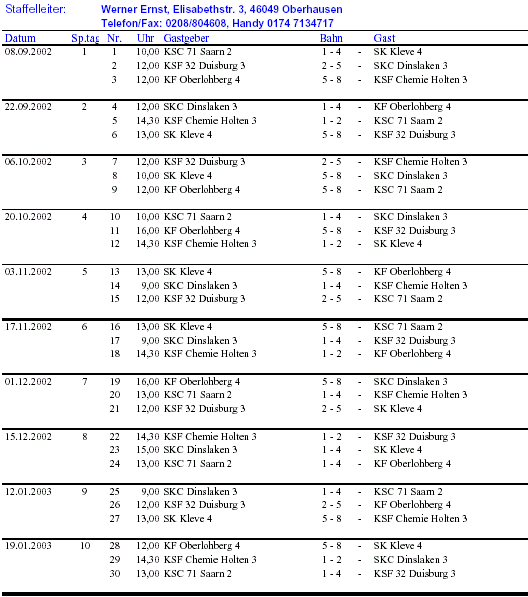 Staffelleiter: Werner Ernst, Elisabethstr. 3, 46049 Oberhausen
Telefon/Fax: 0208/804608, Handy 0174 7134717
Datum Sp.tag Nr. Uhr Gastgeber Bahn Gast
08.09.2002 1 1 10,00 KSC 71 Saarn 2 1 - 4 - SK Kleve 4
2 12,00 KSF 32 Duisburg 3 2 - 5 - SKC Dinslaken 3
3 12,00 KF Oberlohberg 4 5 - 8 - KSF Chemie Holten 3
22.09.2002 2 4 12,00 SKC Dinslaken 3 1 - 4 - KF Oberlohberg 4
5 14,30 KSF Chemie Holten 3 1 - 2 - KSC 71 Saarn 2
6 13,00 SK Kleve 4 5 - 8 - KSF 32 Duisburg 3
06.10.2002 3 7 12,00 KSF 32 Duisburg 3 2 - 5 - KSF Chemie Holten 3
8 10,00 SK Kleve 4 5 - 8 - SKC Dinslaken 3
9 12,00 KF Oberlohberg 4 5 - 8 - KSC 71 Saarn 2
20.10.2002 4 10 10,00 KSC 71 Saarn 2 1 - 4 - SKC Dinslaken 3
11 16,00 KF Oberlohberg 4 5 - 8 - KSF 32 Duisburg 3
12 14,30 KSF Chemie Holten 3 1 - 2 - SK Kleve 4
03.11.2002 5 13 13,00 SK Kleve 4 5 - 8 - KF Oberlohberg 4
14 9,00 SKC Dinslaken 3 1 - 4 - KSF Chemie Holten 3
15 12,00 KSF 32 Duisburg 3 2 - 5 - KSC 71 Saarn 2
17.11.2002 6 16 13,00 SK Kleve 4 5 - 8 - KSC 71 Saarn 2
17 9,00 SKC Dinslaken 3 1 - 4 - KSF 32 Duisburg 3
18 14,30 KSF Chemie Holten 3 1 - 2 - KF Oberlohberg 4
01.12.2002 7 19 16,00 KF Oberlohberg 4 5 - 8 - SKC Dinslaken 3
20 13,00 KSC 71 Saarn 2 1 - 4 - KSF Chemie Holten 3
21 12,00 KSF 32 Duisburg 3 2 - 5 - SK Kleve 4
15.12.2002 8 22 14,30 KSF Chemie Holten 3 1 - 2 - KSF 32 Duisburg 3
23 15,00 SKC Dinslaken 3 1 - 4 - SK Kleve 4
24 13,00 KSC 71 Saarn 2 1 - 4 - KF Oberlohberg 4
12.01.2003 9 25 9,00 SKC Dinslaken 3 1 - 4 - KSC 71 Saarn 2
26 12,00 KSF 32 Duisburg 3 2 - 5 - KF Oberlohberg 4
27 13,00 SK Kleve 4 5 - 8 - KSF Chemie Holten 3
19.01.2003 10 28 12,00 KF Oberlohberg 4 5 - 8 - SK Kleve 4
29 14,30 KSF Chemie Holten 3 1 - 2 - SKC Dinslaken 3
30 13,00 KSC 71 Saarn 2 1 - 4 - KSF 32 Duisburg 3